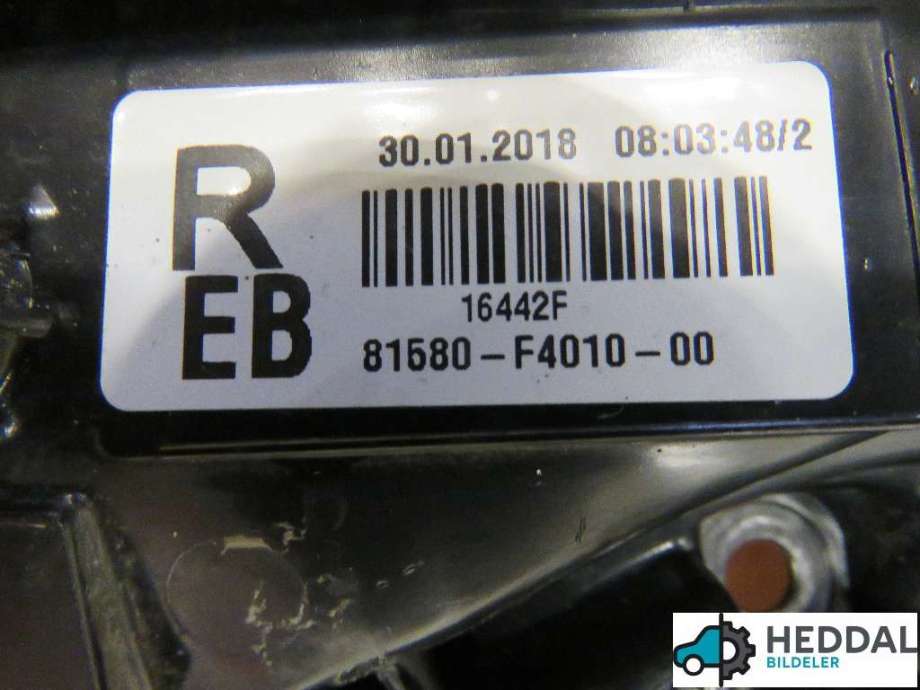 R
EB
30.01.2018 08:03:48/2
16442F
81580-F4010-00
HEDDAL
BILDELER